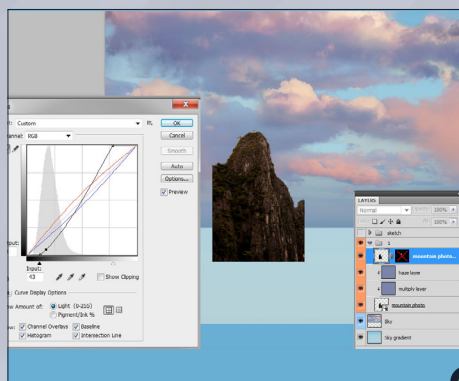 Custom
RGB
OK
Cancel
Smooth
Auto
Options...
Preview
Input:
43
Show Clipping
Curve Display Options
Amount of:
Light (0-255)
Pigment/Ink %
Channel Overlays
Baseline
Histogram
Intersection Line
LAYERS
Normal
100%
100%
sketch
1
mountain photo...
haze layer
multiply layer
mountain photo
Sky
Sky gradient